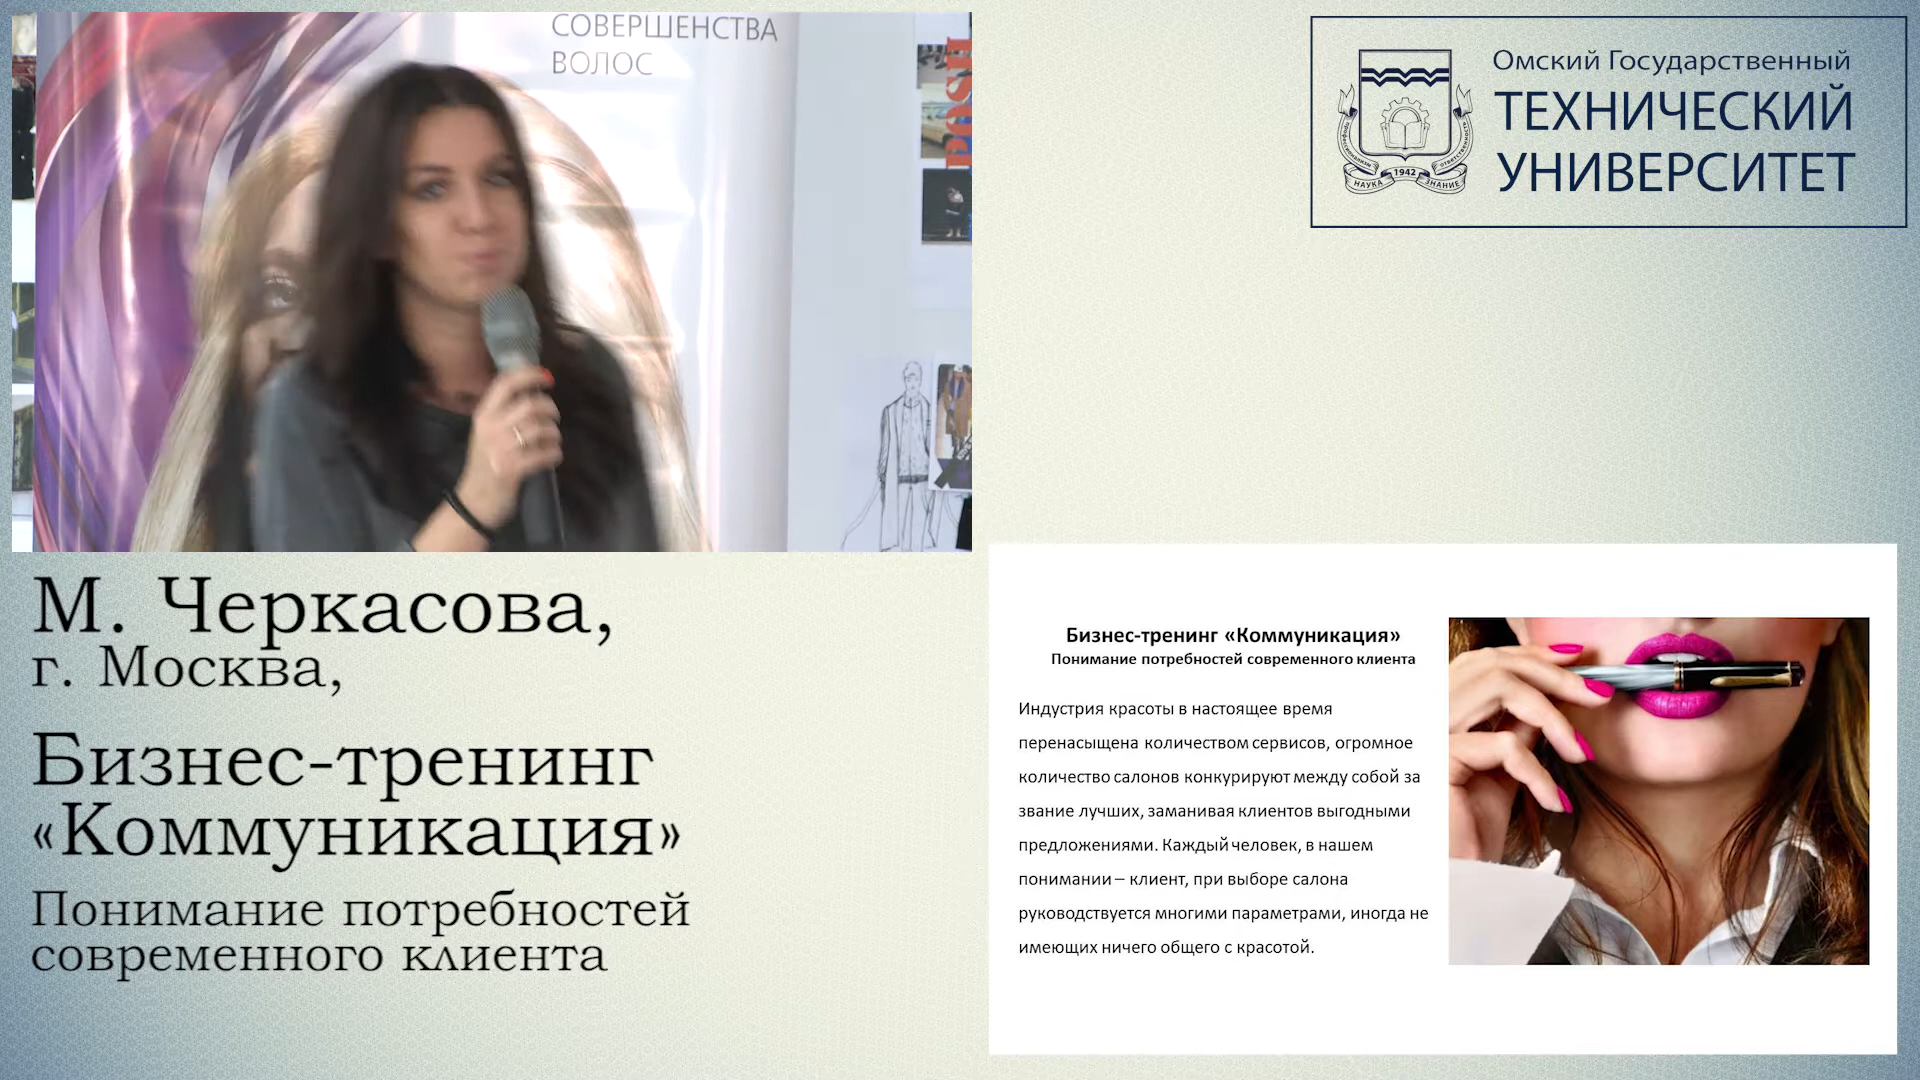 СОВЕРШЕНСТВА
ВОЛОС
Омский Государственный
ТЕХНИЧЕСКИЙ
УНИВЕРСИТЕТ
профессионализм
ответственность
НАУКА
1942
ЗНАНИЕ
М. Черкасова,
г. Москва,
Бизнес-тренинг
«Коммуникация»
Понимание потребностей
современного клиента
Бизнес-тренинг «Коммуникация»
Понимание потребностей современного клиента
Индустрия красоты в настоящее время
перенасыщена количеством сервисов, огромное
количество салонов конкурируют между собой за
звание лучших, заманивая клиентов выгодными
предложениями. Каждый человек, в нашем
понимании – клиент, при выборе салона
руководствуется многими параметрами, иногда не
имеющих ничего общего с красотой.